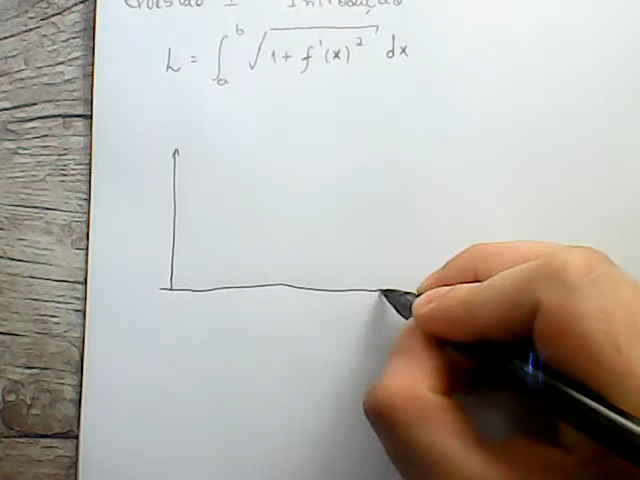 Questão 1 Introdução
L = ∫_a^b √(1 + f'(x)²) dx